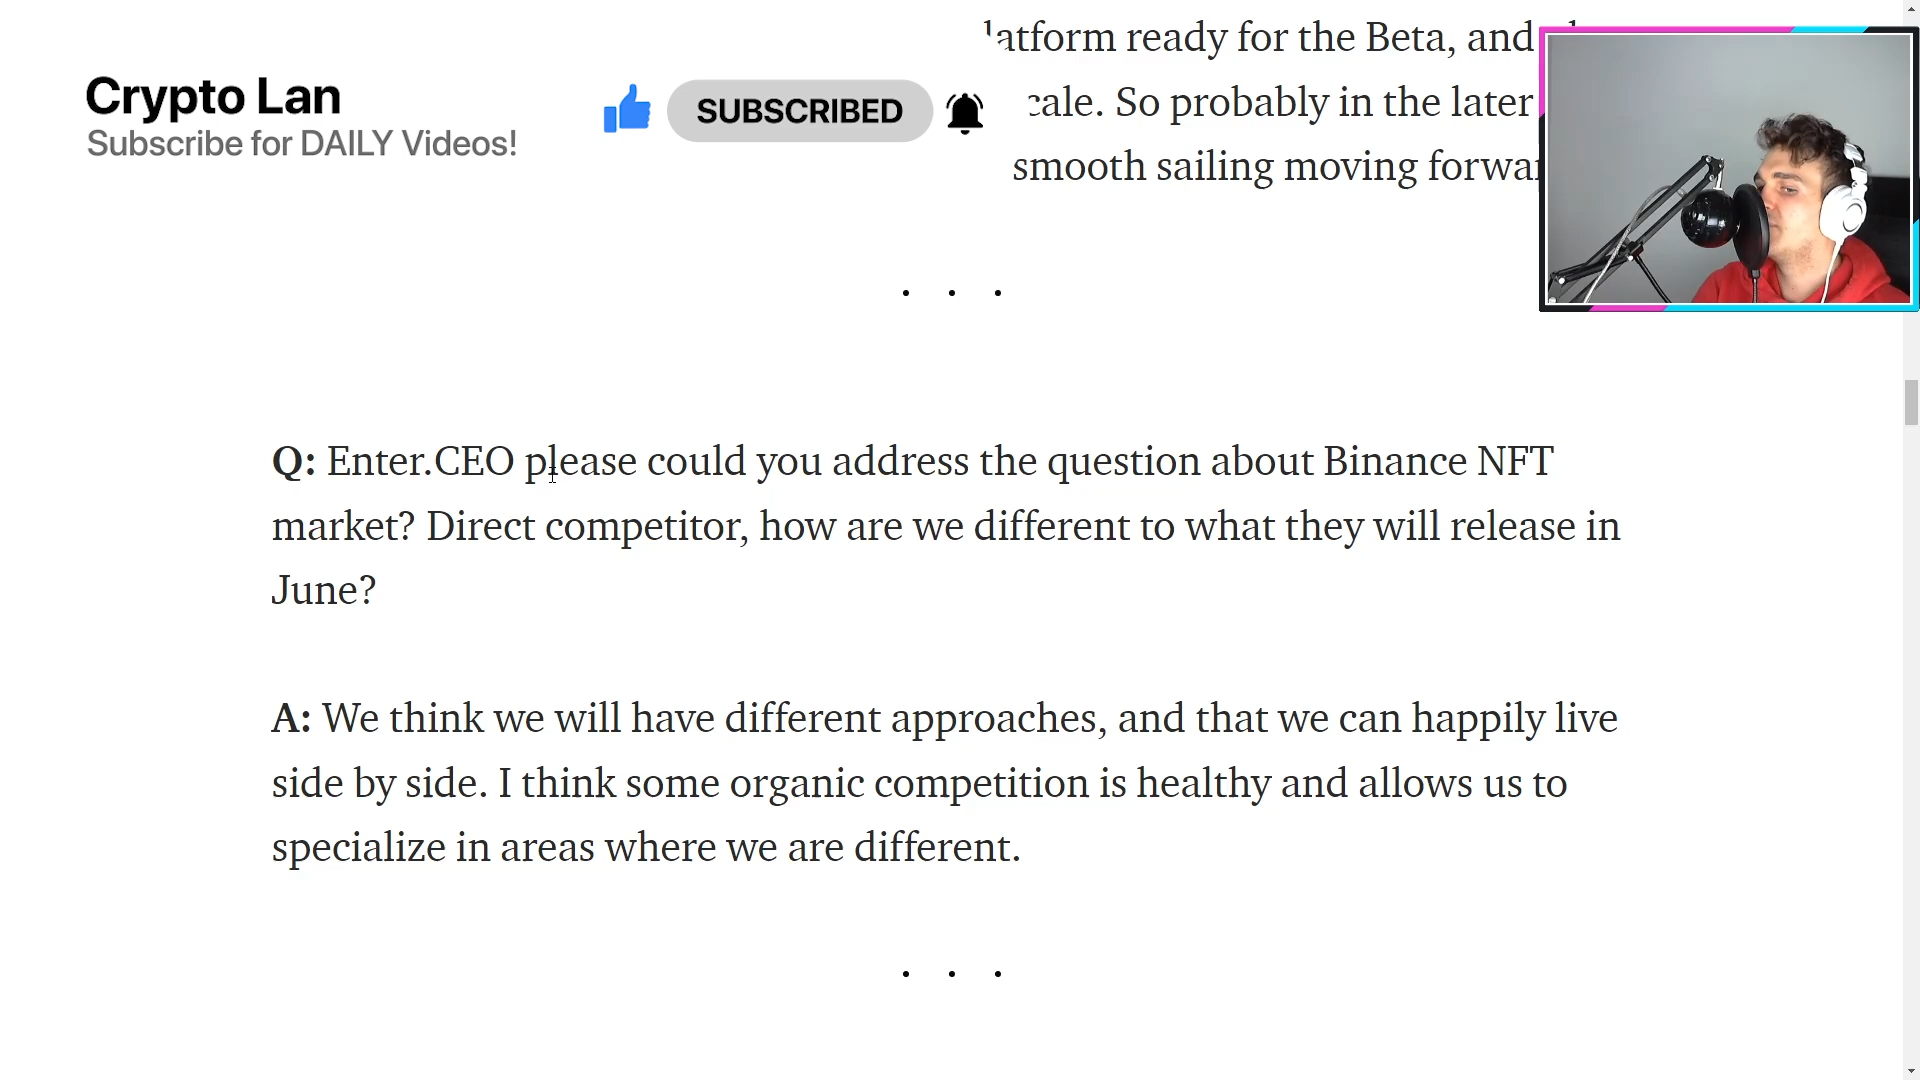 latform ready for the Beta, and
Crypto Lan
SUBSCRIBED
cale. So probably in the later
Subscribe for DAILY Videos!
smooth sailing moving forwar
Q: Enter.CEO please could you address the question about Binance NFT
market? Direct competitor, how are we different to what they will release in
June?
A: We think we will have different approaches, and that we can happily live
side by side. I think some organic competition is healthy and allows us to
specialize in areas where we are different.